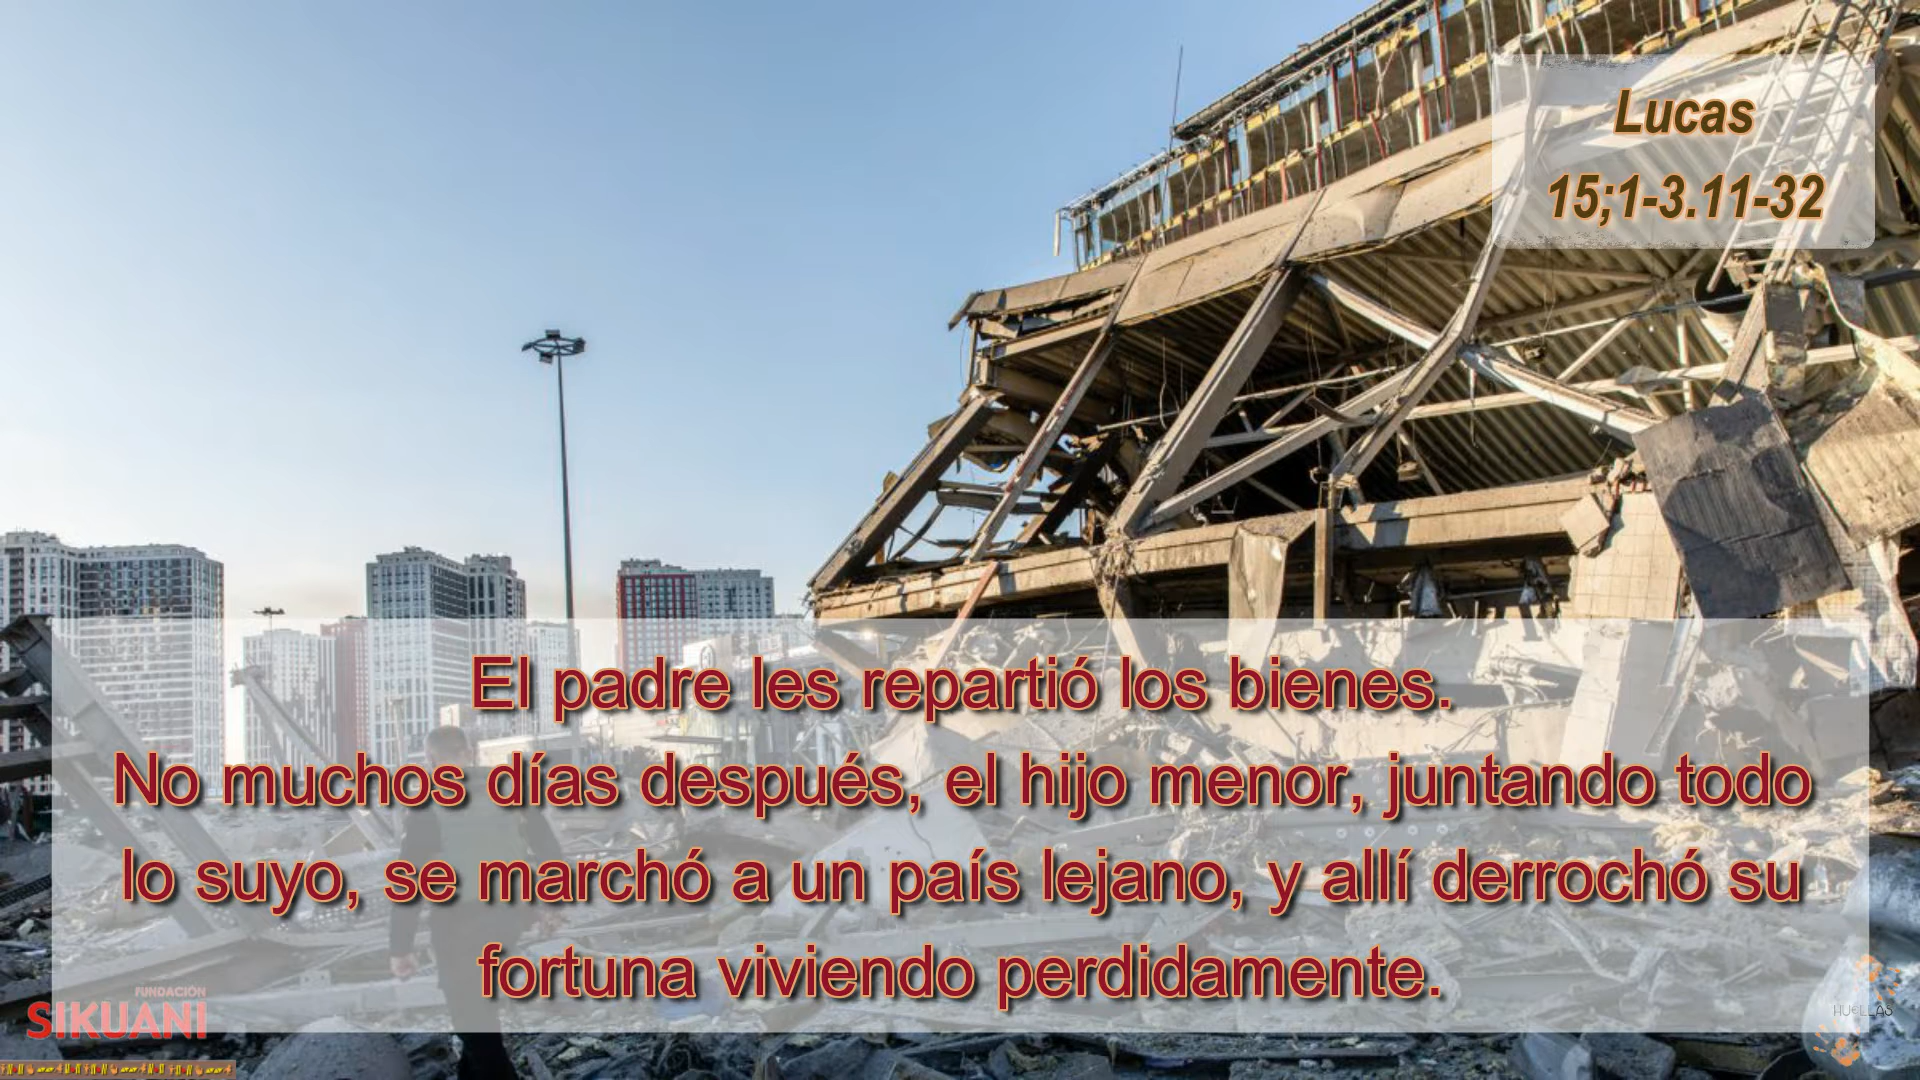 Lucas
15;1-3.11-32
El padre les repartió los bienes.
No muchos días después, el hijo menor, juntando todo
lo suyo, se marchó a un país lejano, y allí derrochó su
fortuna viviendo perdidamente.
FUNDACIÓN
SIKUANI
HUELLAS